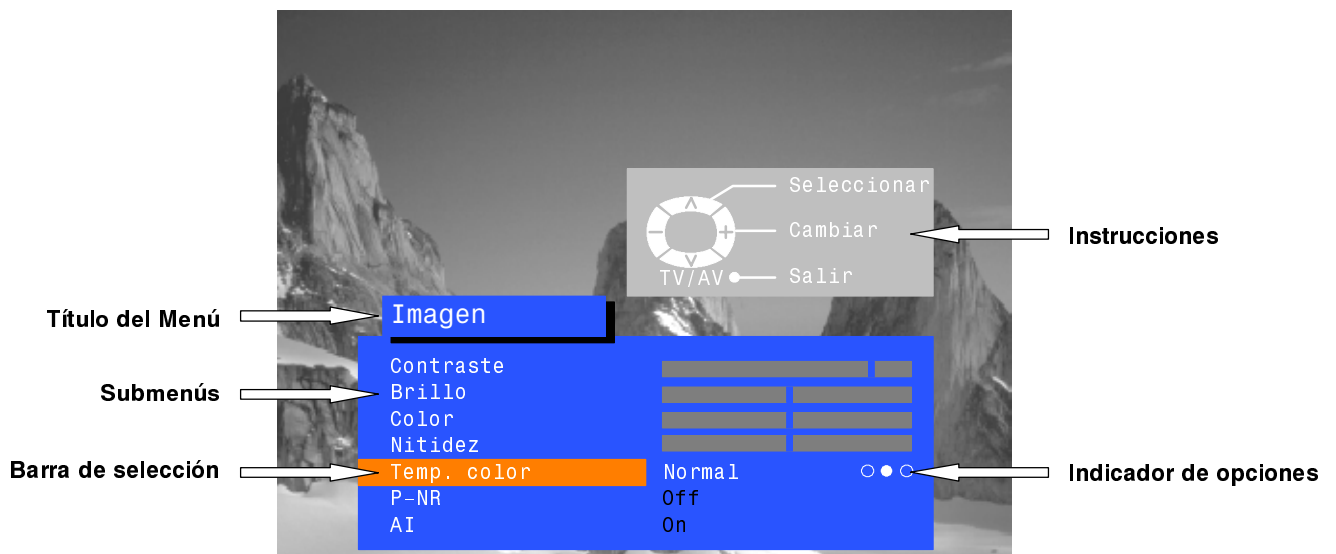 Seleccionar
Cambiar
TV/AV Salir
Instrucciones
Título del Menú
Imagen
Contraste
Submenús
Brillo
Color
Nitidez
Barra de selección
Temp. color Normal
Indicador de opciones
P-NR Off
AI On